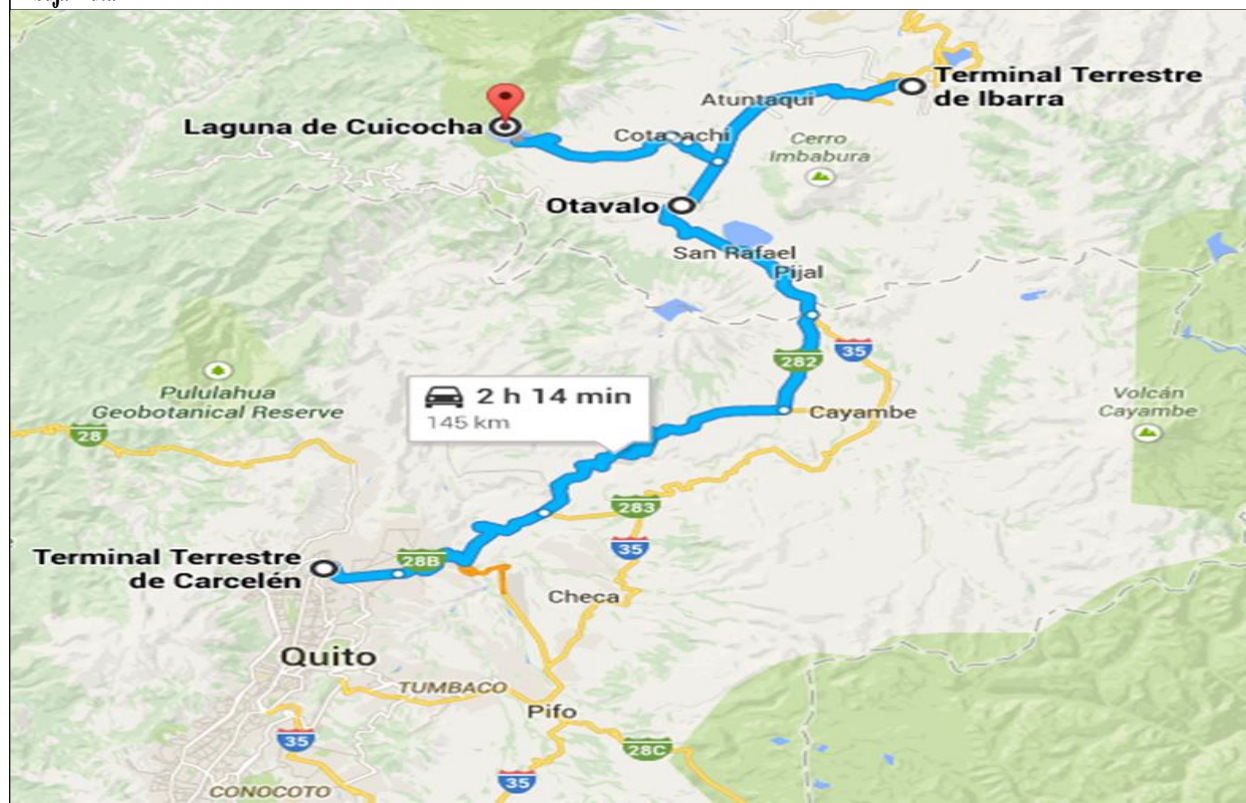 Terminal Terrestre
de Ibarra
Atuntaqui
Laguna de Cuicocha
Cotacachi
Cerro
Imbabura
Otavalo
San Rafael
Pijal
282
35
2 h 14 min
145 km
Pululahua
Geobotanical Reserve
Volcán
Cayambe
Cayambe
28
283
35
Terminal Terrestre
de Carcelén
28B
Checa
Quito
TUMBACO
Pifo
35
28C
35
CONOCOTO